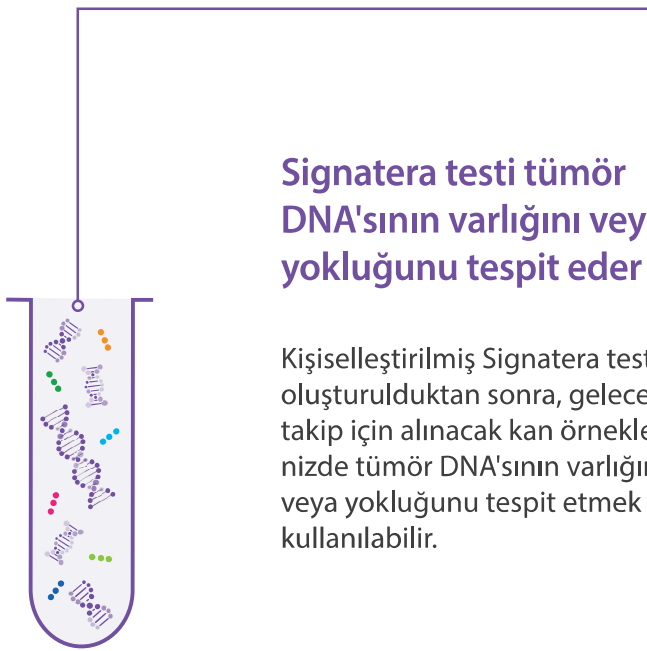 Signatera testi tümör
DNA'sının varlığını vey
yokluğunu tespit eder
Kişiselleştirilmiş Signatera test
oluşturulduktan sonra, gelece
takip için alınacak kan örnekle
nizde tümör DNA'sının varlığın
veya yokluğunu tespit etmek
kullanılabilir.